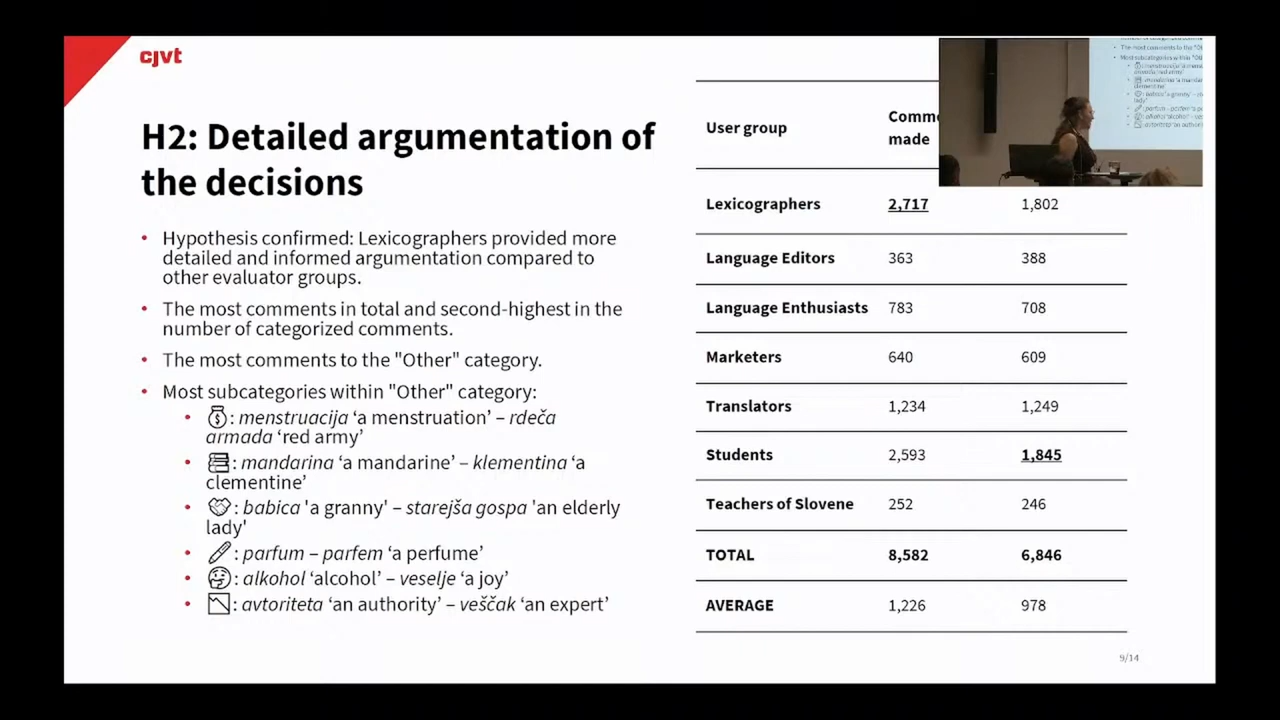 cjvt
H2: Detailed argumentation of
the decisions
• Hypothesis confirmed: Lexicographers provided more
detailed and informed argumentation compared to
other evaluator groups.
• The most comments in total and second-highest in the
number of categorized comments.
• The most comments to the "Other" category.
• Most subcategories within "Other" category:
• : menstruacija ‘a menstruation’ – rdeča
armada ‘red army’
• : mandarina ‘a mandarine’ – klementina ‘a
clementine’
• : babica 'a granny' – starejša gospa 'an elderly
lady'
• : parfum – parfem ‘a perfume’
• : alkohol ‘alcohol’ – veselje ‘a joy’
• : avtoriteta ‘an authority’ – veščak ‘an expert’
User group
made
Lexicographers 2,717 1,802
Language Editors 363 388
Language Enthusiasts 783 708
Marketers 640 609
Translators 1,234 1,249
Students 2,593 1,845
Teachers of Slovene 252 246
TOTAL 8,582 6,846
AVERAGE 1,226 978
9/14